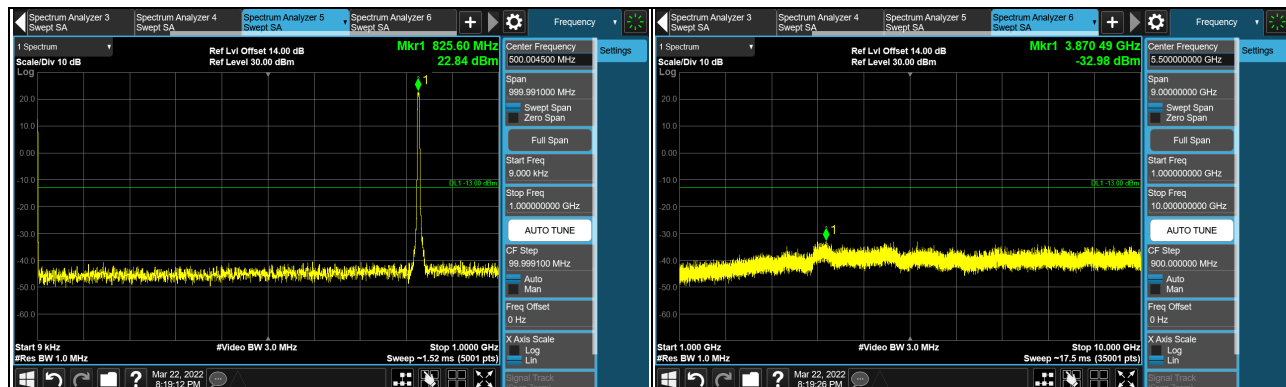 Spectrum Analyzer 3
Swept SA
Spectrum Analyzer 4
Swept SA
Spectrum Analyzer 5
Swept SA
Spectrum Analyzer 6
Swept SA
Frequency
1 Spectrum
Scale/Div 10 dB
Log
Ref Lvl Offset 14.00 dB
Ref Level 30.00 dBm
Mkr1 825.60 MHz
22.84 dBm
1
20.0
10.0
0.00
-10.0
-20.0
-30.0
-40.0
-50.0
-60.0
DL1 -13.00 dBm
Start 9 kHz
#Res BW 1.0 MHz
#Video BW 3.0 MHz
Stop 1.0000 GHz
Sweep ~1.52 ms (5001 pts)
Center Frequency
500.004500 MHz
Span
999.991000 MHz
Swept Span
Zero Span
Full Span
Start Freq
9.000 kHz
Stop Freq
1.000000000 GHz
AUTO TUNE
CF Step
99.999100 MHz
Auto
Man
Freq Offset
0 Hz
X Axis Scale
Log
Lin
Signal Track
Settings
?
Mar 22, 2022
8:19:12 PM
Spectrum Analyzer 3
Swept SA
Spectrum Analyzer 4
Swept SA
Spectrum Analyzer 5
Swept SA
Spectrum Analyzer 6
Swept SA
Frequency
1 Spectrum
Scale/Div 10 dB
Log
Ref Lvl Offset 14.00 dB
Ref Level 30.00 dBm
Mkr1 3.870 49 GHz
-32.98 dBm
1
20.0
10.0
0.00
-10.0
-20.0
-30.0
-40.0
-50.0
-60.0
DL1 -13.00 dBm
Start 1.000 GHz
#Res BW 1.0 MHz
#Video BW 3.0 MHz
Stop 10.000 GHz
Sweep ~17.5 ms (35001 pts)
Center Frequency
5.500000000 GHz
Span
9.00000000 GHz
Swept Span
Zero Span
Full Span
Start Freq
1.000000000 GHz
Stop Freq
10.000000000 GHz
AUTO TUNE
CF Step
900.000000 MHz
Auto
Man
Freq Offset
0 Hz
X Axis Scale
Log
Lin
Signal Track
Settings
?
Mar 22, 2022
8:19:26 PM